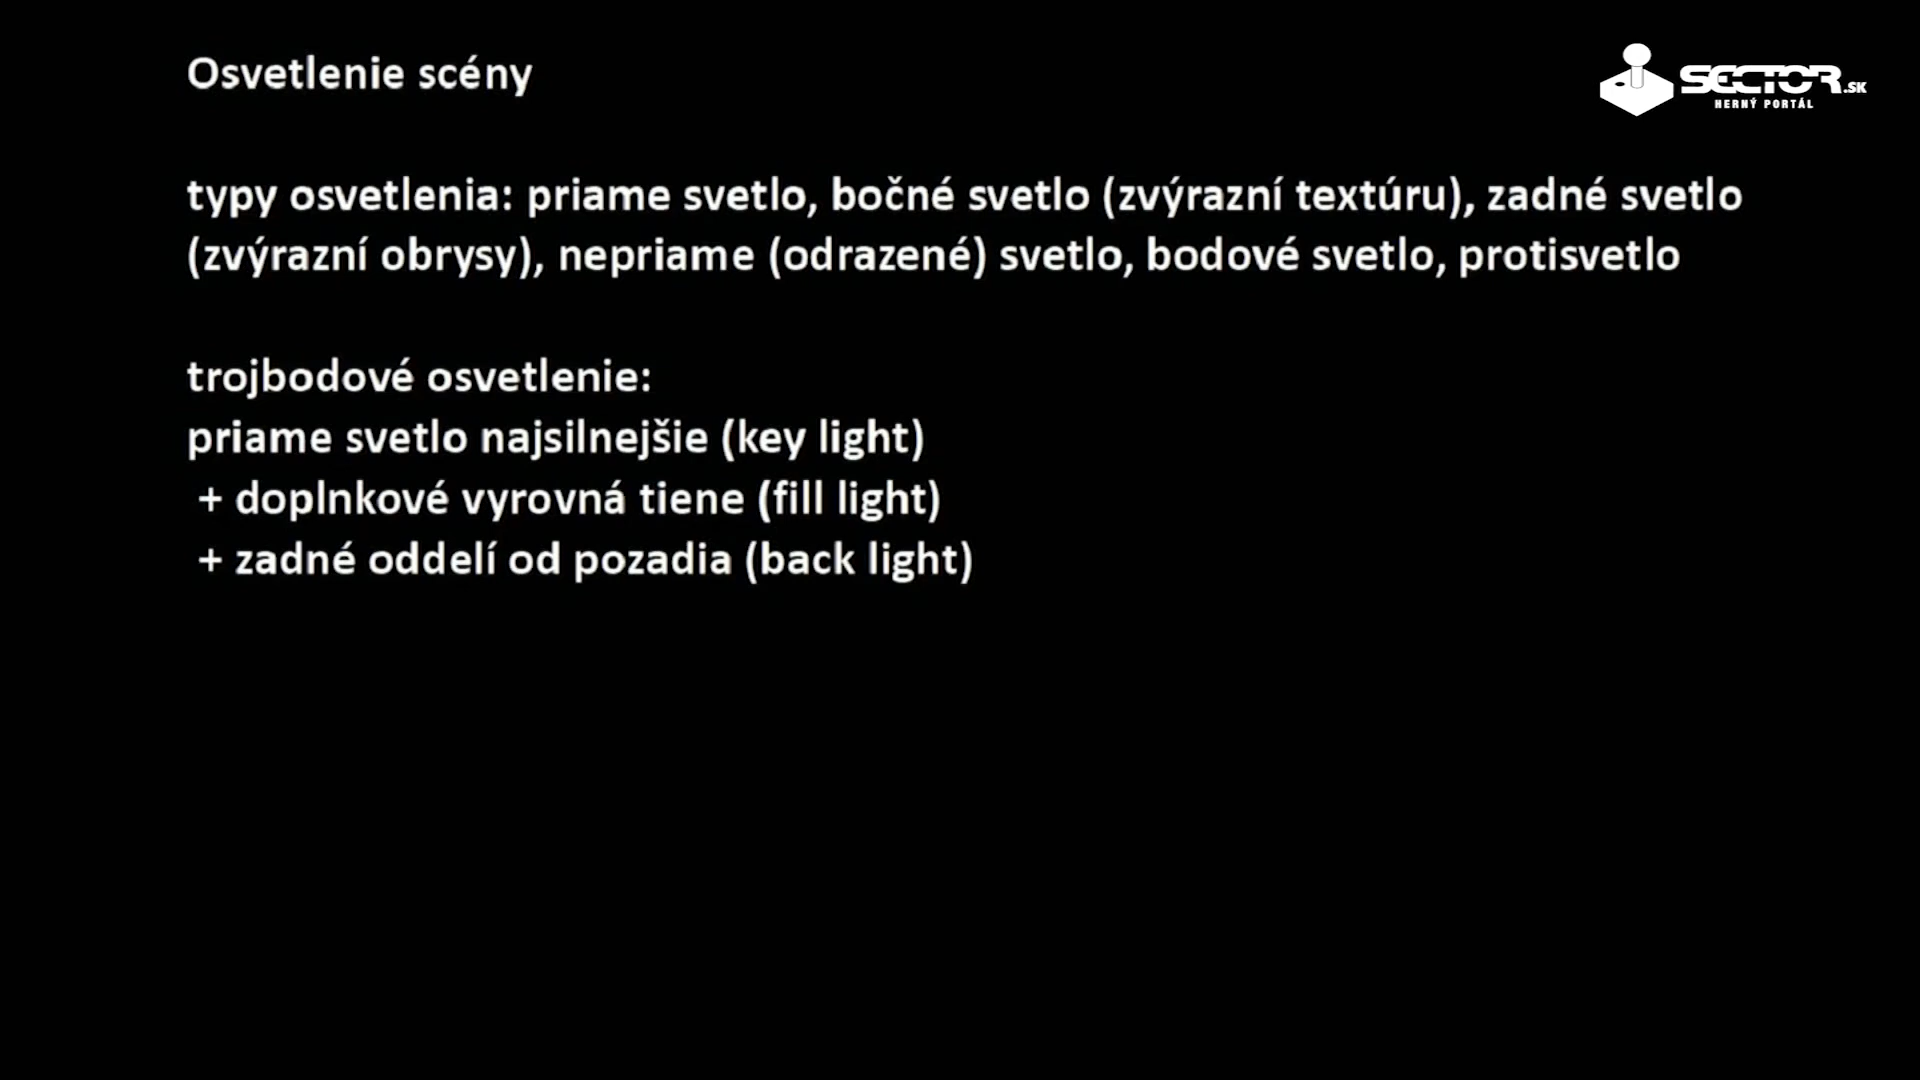 Osvetlenie scény
SECTOR.SK
HERNÝ PORTÁL
typy osvetlenia: priame svetlo, bočné svetlo (zvýrazní textúru), zadné svetlo
(zvýrazní obrysy), nepriame (odrazené) svetlo, bodové svetlo, protisvetlo
trojbodové osvetlenie:
priame svetlo najsilnejšie (key light)
+ doplnkové vyrovná tiene (fill light)
+ zadné oddelí od pozadia (back light)